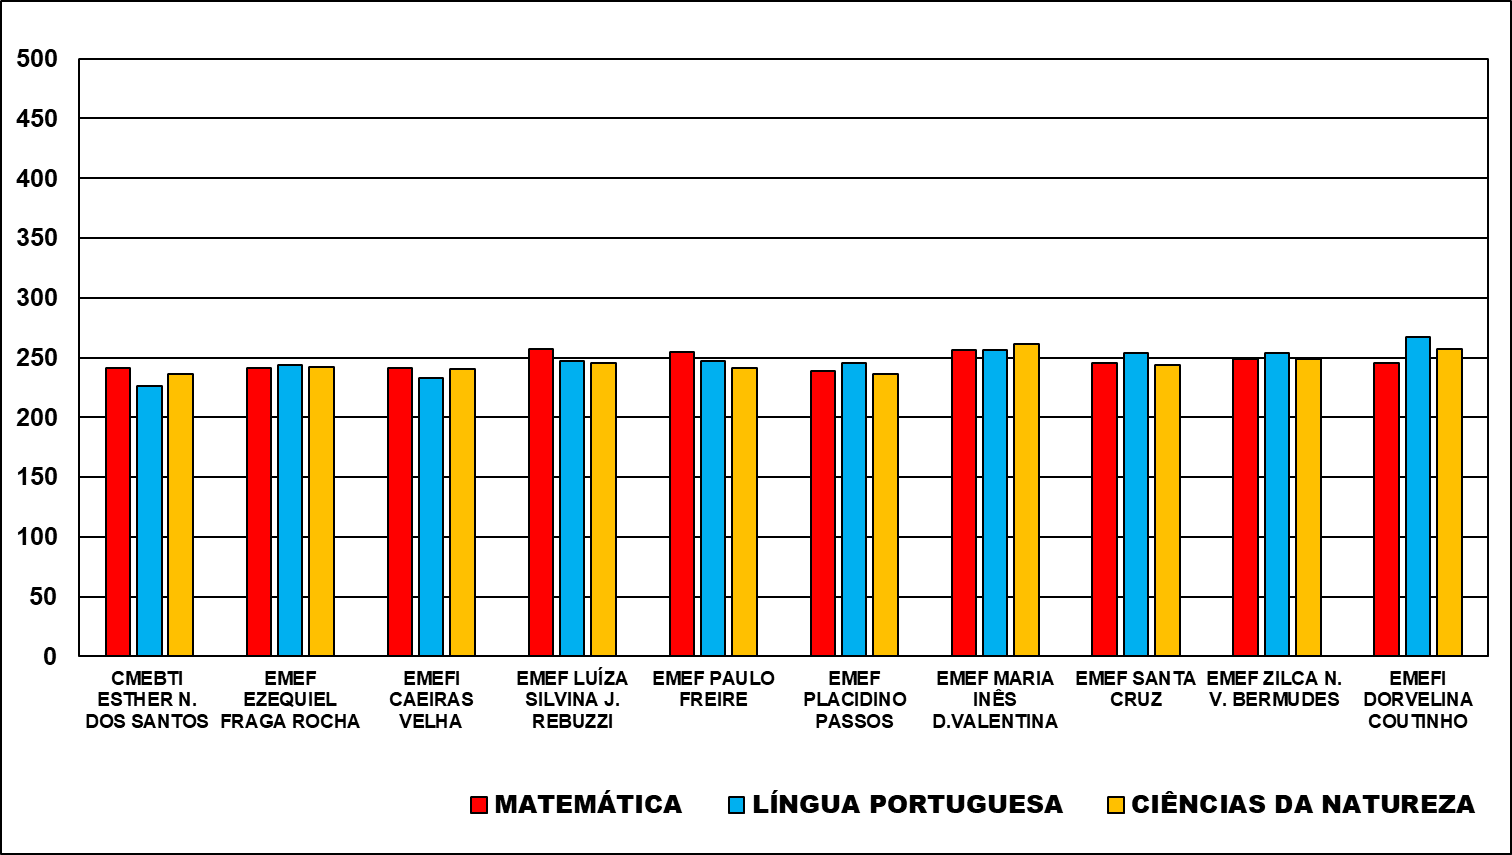 500
450
400
350
300
250
200
150
100
50
0
CMEBTI
ESTHER N.
DOS SANTOS
EMEF
EZEQUIEL
FRAGA ROCHA
EMEFI
CAEIRAS
VELHA
EMEF LUÍZA
SILVINA J.
REBUZZI
EMEF PAULO
FREIRE
EMEF
PLACIDINO
PASSOS
EMEF MARIA
INÊS
D.VALENTINA
EMEF SANTA
CRUZ
EMEF ZILCA N.
V. BERMUDES
EMEFI
DORVELINA
COUTINHO
MATEMÁTICA
LÍNGUA PORTUGUESA
CIÊNCIAS DA NATUREZA